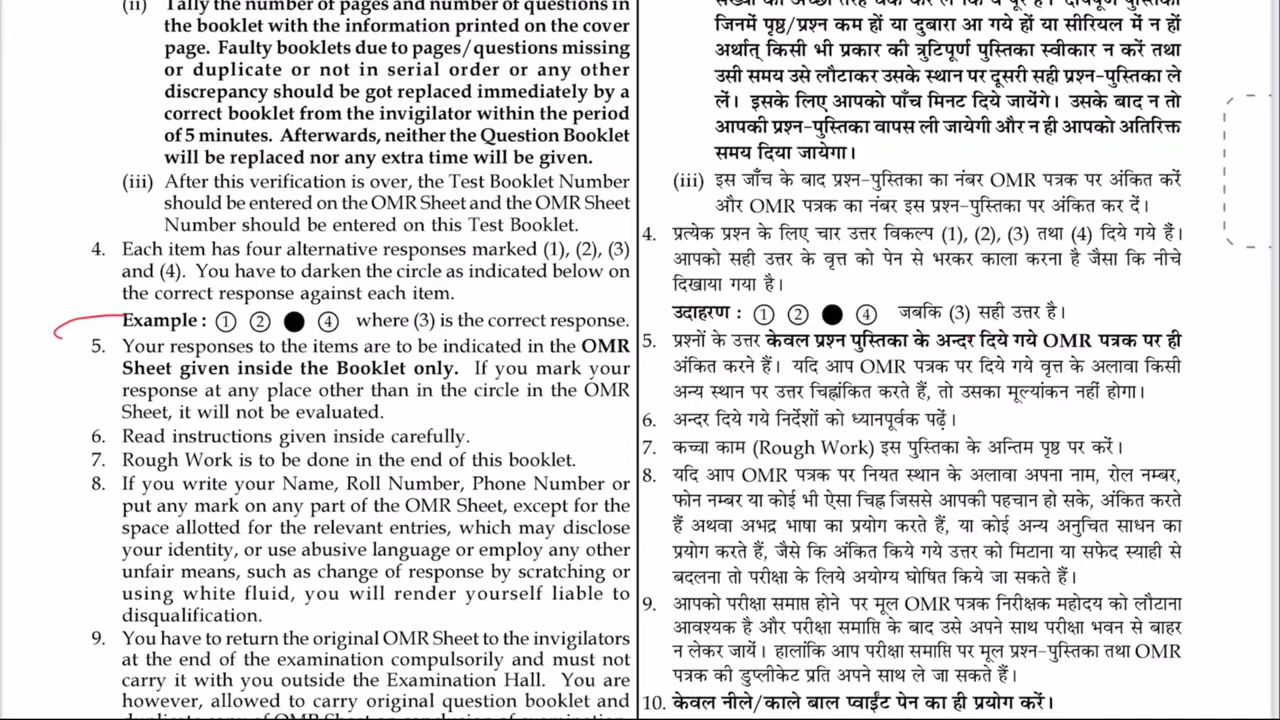 (ii) Tally the number of pages and number of questions in
the booklet with the information printed on the cover
page. Faulty booklets due to pages/questions missing
or duplicate or not in serial order or any other
discrepancy should be got replaced immediately by a
correct booklet from the invigilator within the period
of 5 minutes. Afterwards, neither the Question Booklet
will be replaced nor any extra time will be given.
(iii) After this verification is over, the Test Booklet Number
should be entered on the OMR Sheet and the OMR Sheet
Number should be entered on this Test Booklet.
4. Each item has four alternative responses marked (1), (2), (3)
and (4). You have to darken the circle as indicated below on
the correct response against each item.
Example : ① ② ● ④ where (3) is the correct response.
5. Your responses to the items are to be indicated in the OMR
Sheet given inside the Booklet only. If you mark your
response at any place other than in the circle in the OMR
Sheet, it will not be evaluated.
6. Read instructions given inside carefully.
7. Rough Work is to be done in the end of this booklet.
8. If you write your Name, Roll Number, Phone Number or
put any mark on any part of the OMR Sheet, except for the
space allotted for the relevant entries, which may disclose
your identity, or use abusive language or employ any other
unfair means, such as change of response by scratching or
using white fluid, you will render yourself liable to
disqualification.
9. You have to return the original OMR Sheet to the invigilators
at the end of the examination compulsorily and must not
carry it with you outside the Examination Hall. You are
however, allowed to carry original question booklet and
जिनमें पृष्ठ/प्रश्न कम हों या दुबारा आ गये हों या सीरियल में न हों
अर्थात् किसी भी प्रकार की त्रुटिपूर्ण पुस्तिका स्वीकार न करें तथा
उसी समय उसे लौटाकर उसके स्थान पर दूसरी सही प्रश्न-पुस्तिका ले
लें। इसके लिए आपको पाँच मिनट दिये जायेंगे। उसके बाद न तो
आपकी प्रश्न-पुस्तिका वापस ली जायेगी और न ही आपको अतिरिक्त
समय दिया जायेगा।
(iii) इस जाँच के बाद प्रश्न-पुस्तिका का नंबर OMR पत्रक पर अंकित करें
और OMR पत्रक का नंबर इस प्रश्न-पुस्तिका पर अंकित कर दें।
4. प्रत्येक प्रश्न के लिए चार उत्तर विकल्प (1), (2), (3) तथा (4) दिये गये हैं।
आपको सही उत्तर के वृत्त को पेन से भरकर काला करना है जैसा कि नीचे
दिखाया गया है।
उदाहरण : ① ② ● ④ जबकि (3) सही उत्तर है।
5. प्रश्नों के उत्तर केवल प्रश्न पुस्तिका के अन्दर दिये गये OMR पत्रक पर ही
अंकित करने हैं। यदि आप OMR पत्रक पर दिये गये वृत्त के अलावा किसी
अन्य स्थान पर उत्तर चिह्नांकित करते हैं, तो उसका मूल्यांकन नहीं होगा।
6. अन्दर दिये गये निर्देशों को ध्यानपूर्वक पढ़ें।
7. कच्चा काम (Rough Work) इस पुस्तिका के अन्तिम पृष्ठ पर करें।
8. यदि आप OMR पत्रक पर नियत स्थान के अलावा अपना नाम, रोल नम्बर,
फोन नम्बर या कोई भी ऐसा चिह्न जिससे आपकी पहचान हो सके, अंकित करते
हैं अथवा अभद्र भाषा का प्रयोग करते हैं, या कोई अन्य अनुचित साधन का
प्रयोग करते हैं, जैसे कि अंकित किये गये उत्तर को मिटाना या सफेद स्याही से
बदलना तो परीक्षा के लिये अयोग्य घोषित किये जा सकते हैं।
9. आपको परीक्षा समाप्त होने पर मूल OMR पत्रक निरीक्षक महोदय को लौटाना
आवश्यक है और परीक्षा समाप्ति के बाद उसे अपने साथ परीक्षा भवन से बाहर
न लेकर जायें। हालांकि आप परीक्षा समाप्ति पर मूल प्रश्न-पुस्तिका तथा OMR
पत्रक की डुप्लीकेट प्रति अपने साथ ले जा सकते हैं।
10. केवल नीले/काले बाल प्वाईंट पेन का ही प्रयोग करें।